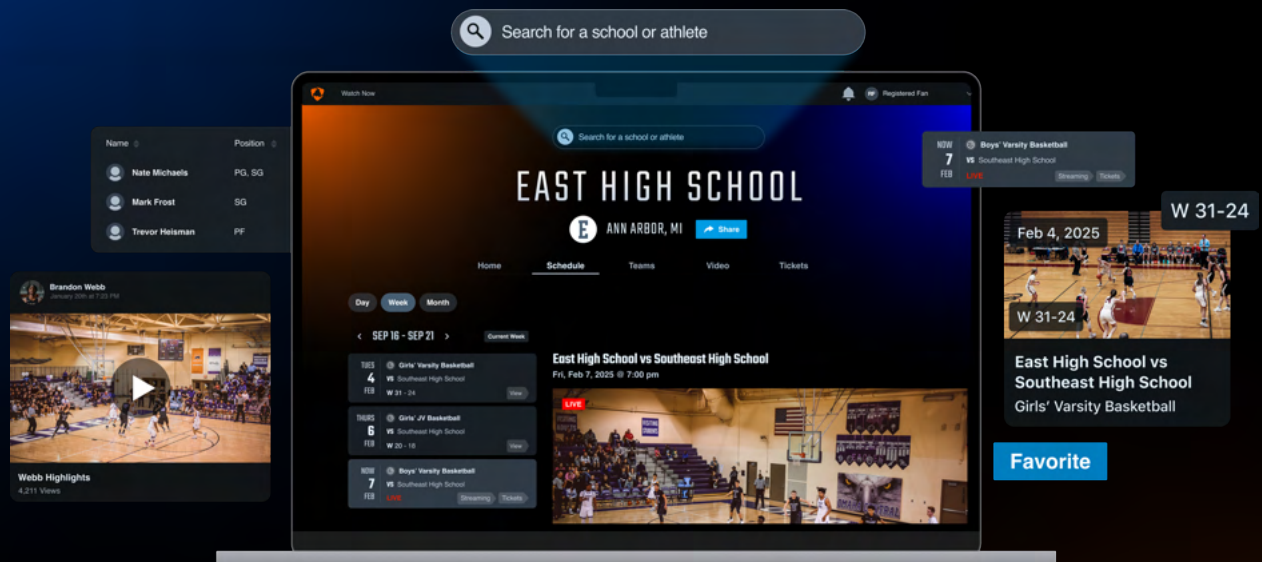 Search for a school or athlete
Watch Now
RF
Registered Fan
Search for a school or athlete
EAST HIGH SCHOOL
E
ANN ARBOR, MI
Share
Home
Schedule
Teams
Video
Tickets
Day
Week
Month
SEP 16 - SEP 21
Current Week
TUES
4
FEB
Girls' Varsity Basketball
VS Southeast High School
W 31 - 24
View
THURS
6
FEB
Girls' JV Basketball
VS Southeast High School
W 20 - 16
View
NOW
7
FEB
Boys' Varsity Basketball
VS Southeast High School
LIVE
Streaming
Tickets
East High School vs Southeast High School
Fri, Feb 7, 2025 @ 7:00 pm
LIVE
Name
Position
Nate Michaels
PG, SG
Mark Frost
SG
Trevor Heisman
PF
Brandon Webb
January 20th at 7:23 PM
Webb Highlights
4,211 Views
NOW
7
FEB
Boys' Varsity Basketball
VS Southeast High School
LIVE
Streaming
Tickets
W 31-24
Feb 4, 2025
W 31-24
East High School vs
Southeast High School
Girls' Varsity Basketball
Favorite